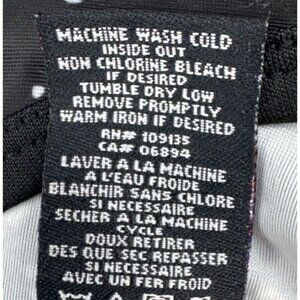 MACHINE WASH COLD
INSIDE OUT
NON CHLORINE BLEACH
IF DESIRED
TUMBLE DRY LOW
REMOVE PROMPTLY
WARM IRON IF DESIRED
RN# 109135
CA# 06894
LAVER A LA MACHINE
A L'EAU FROIDE
BLANCHIR SANS CHLORE
SI NECESSAIRE
SECHER A LA MACHINE
CYCLE
DOUX RETIRER
DES QUE SEC REPASSER
SI NECESSAIRE
AVEC UN FER FROID